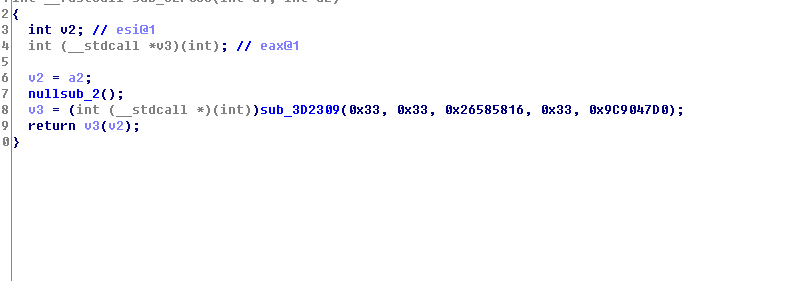 2 {
3 int v2; // esi@1
4 int (__stdcall *v3)(int); // eax@1
5
6 v2 = a2;
7 nullsub_2();
8 v3 = (int (__stdcall *)(int))sub_3D2309(0x33, 0x33, 0x26585816, 0x33, 0x9C9047D0);
9 return v3(v2);
0 }